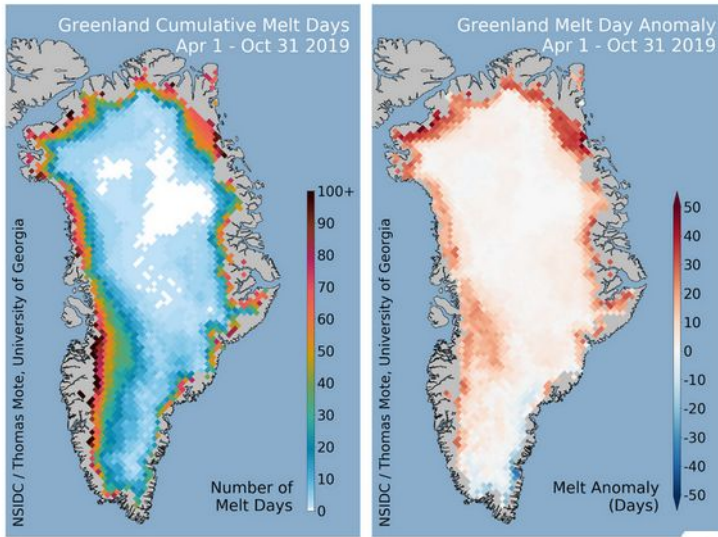 Greenland Cumulative Melt Days
Apr 1 - Oct 31 2019
NSIDC / Thomas Mote, University of Georgia
100+
90
80
70
60
50
40
30
20
10
0
Number of
Melt Days
Greenland Melt Day Anomaly
Apr 1 - Oct 31 2019
NSIDC / Thomas Mote, University of Georgia
50
40
30
20
10
0
-10
-20
-30
-40
-50
Melt Anomaly
(Days)